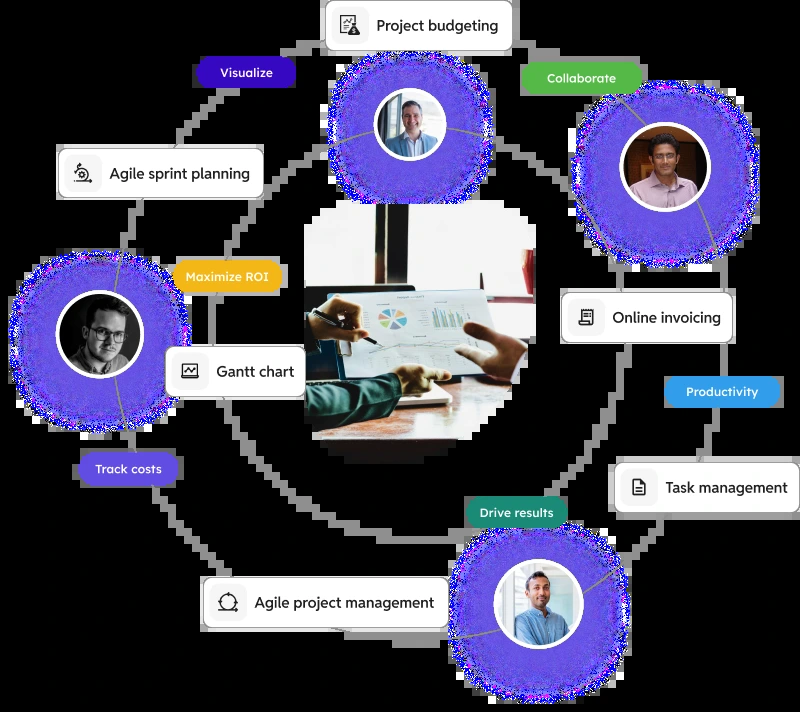 Project budgeting
Visualize
Collaborate
Agile sprint planning
Maximize ROI
Online invoicing
Gantt chart
Productivity
Track costs
Task management
Drive results
Agile project management